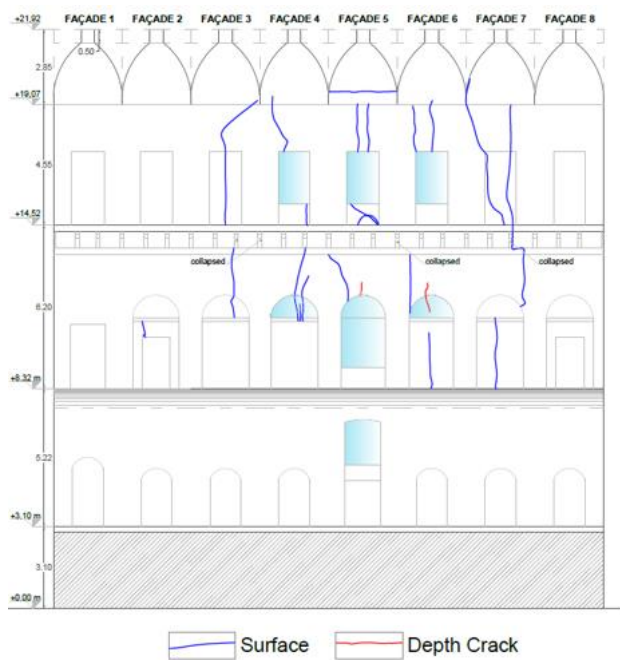 FAÇADE 1 FAÇADE 2 FAÇADE 3 FAÇADE 4 FAÇADE 5 FAÇADE 6 FAÇADE 7 FAÇADE 8
+21,92
0.50
2.85
+19,07
4.55
+14,52
collapsed collapsed collapsed
6.20
+8,32 m
5.22
+3,10 m
3.10
+0,00 m
Surface Depth Crack